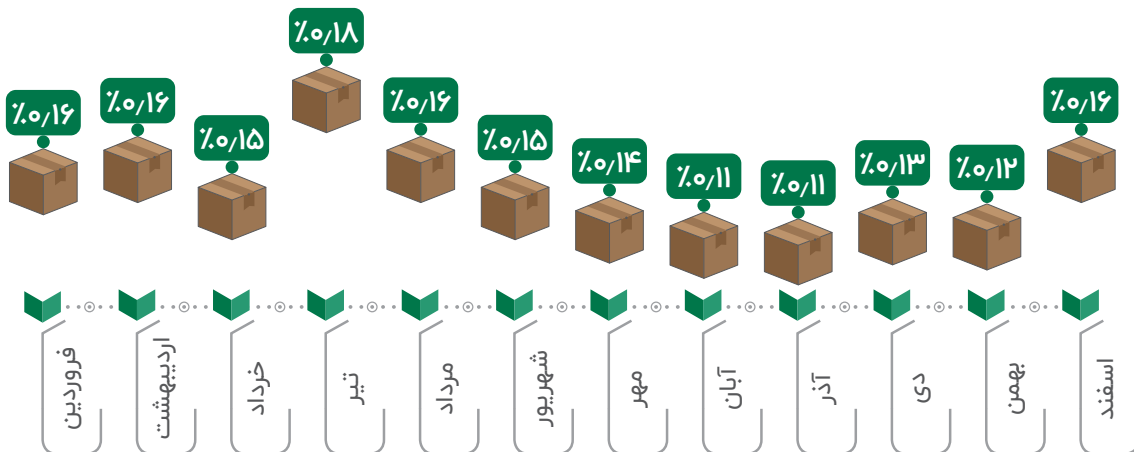 ٪۰٫۱۶
٪۰٫۱۶
٪۰٫۱۵
٪۰٫۱۸
٪۰٫۱۶
٪۰٫۱۵
٪۰٫۱۴
٪۰٫۱۱
٪۰٫۱۱
٪۰٫۱۳
٪۰٫۱۲
٪۰٫۱۶
فروردین
اردیبهشت
خرداد
تیر
مرداد
شهریور
مهر
آبان
آذر
دی
بهمن
اسفند